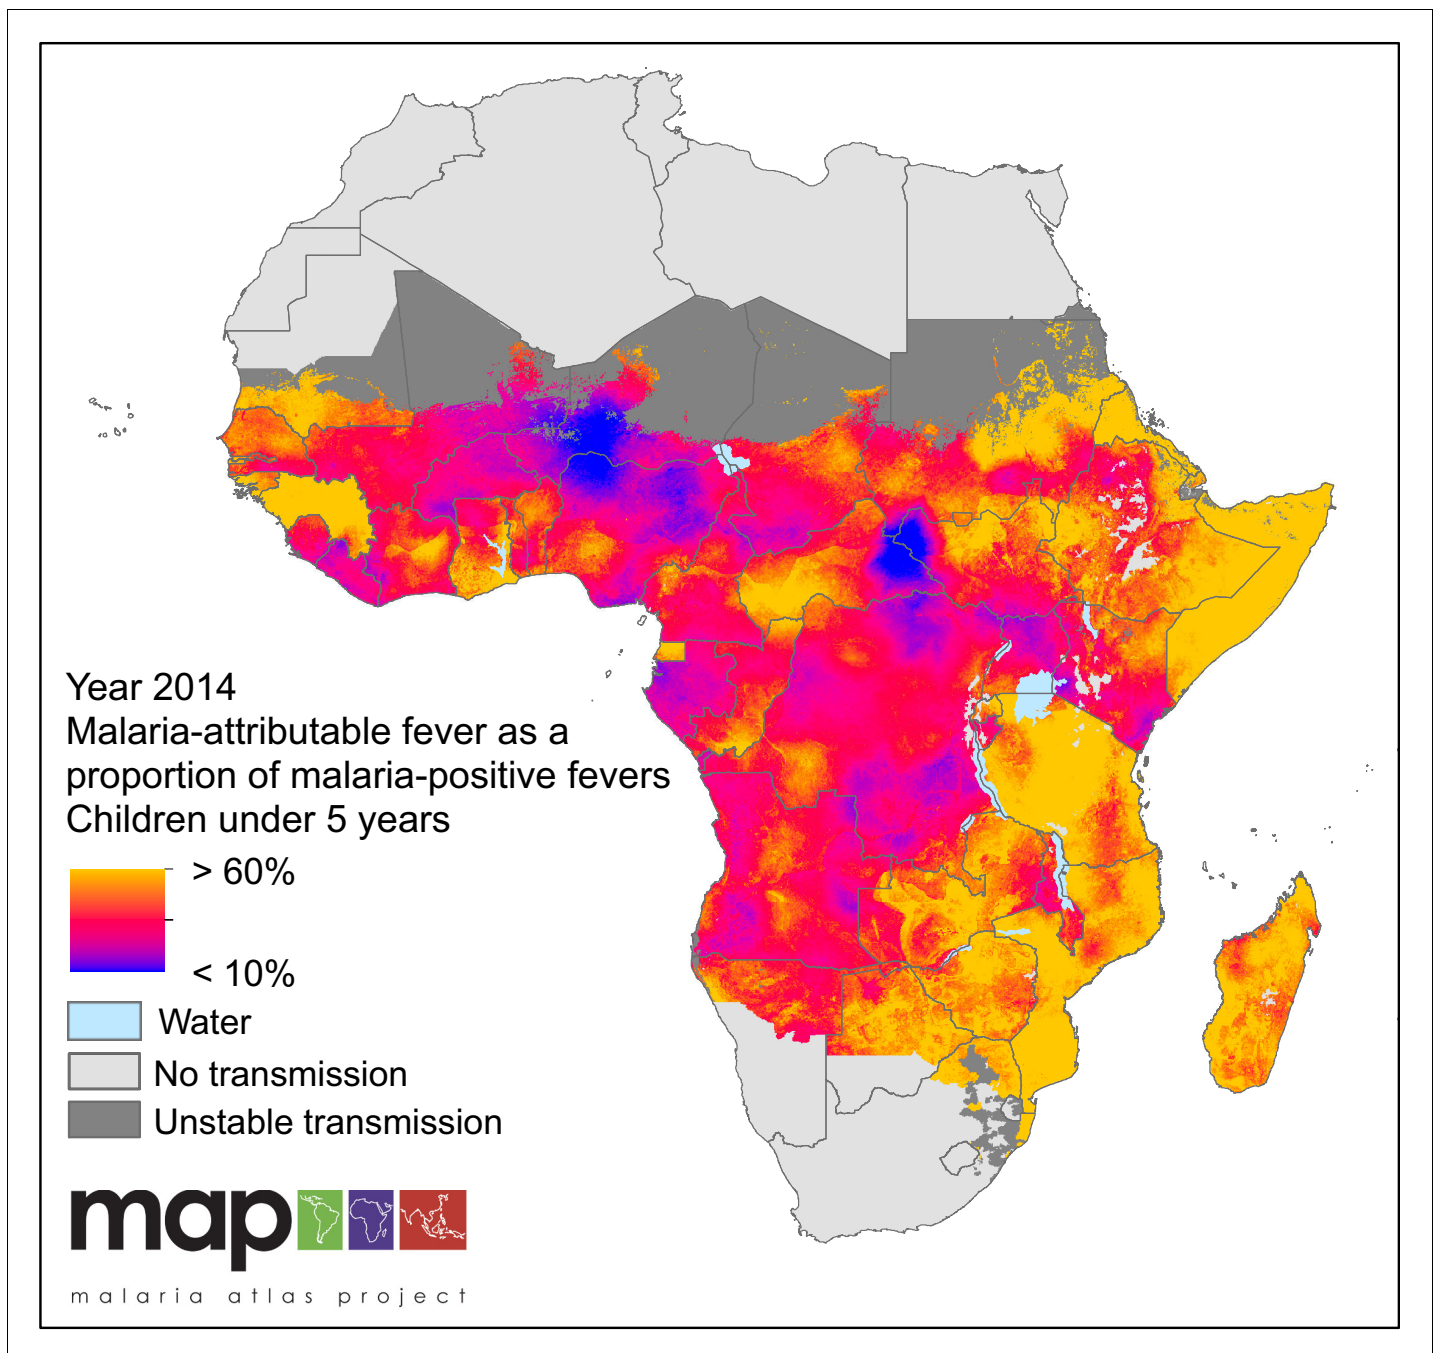 Year 2014
Malaria-attributable fever as a
proportion of malaria-positive fevers
Children under 5 years
> 60%
< 10%
Water
No transmission
Unstable transmission
map
malaria atlas project